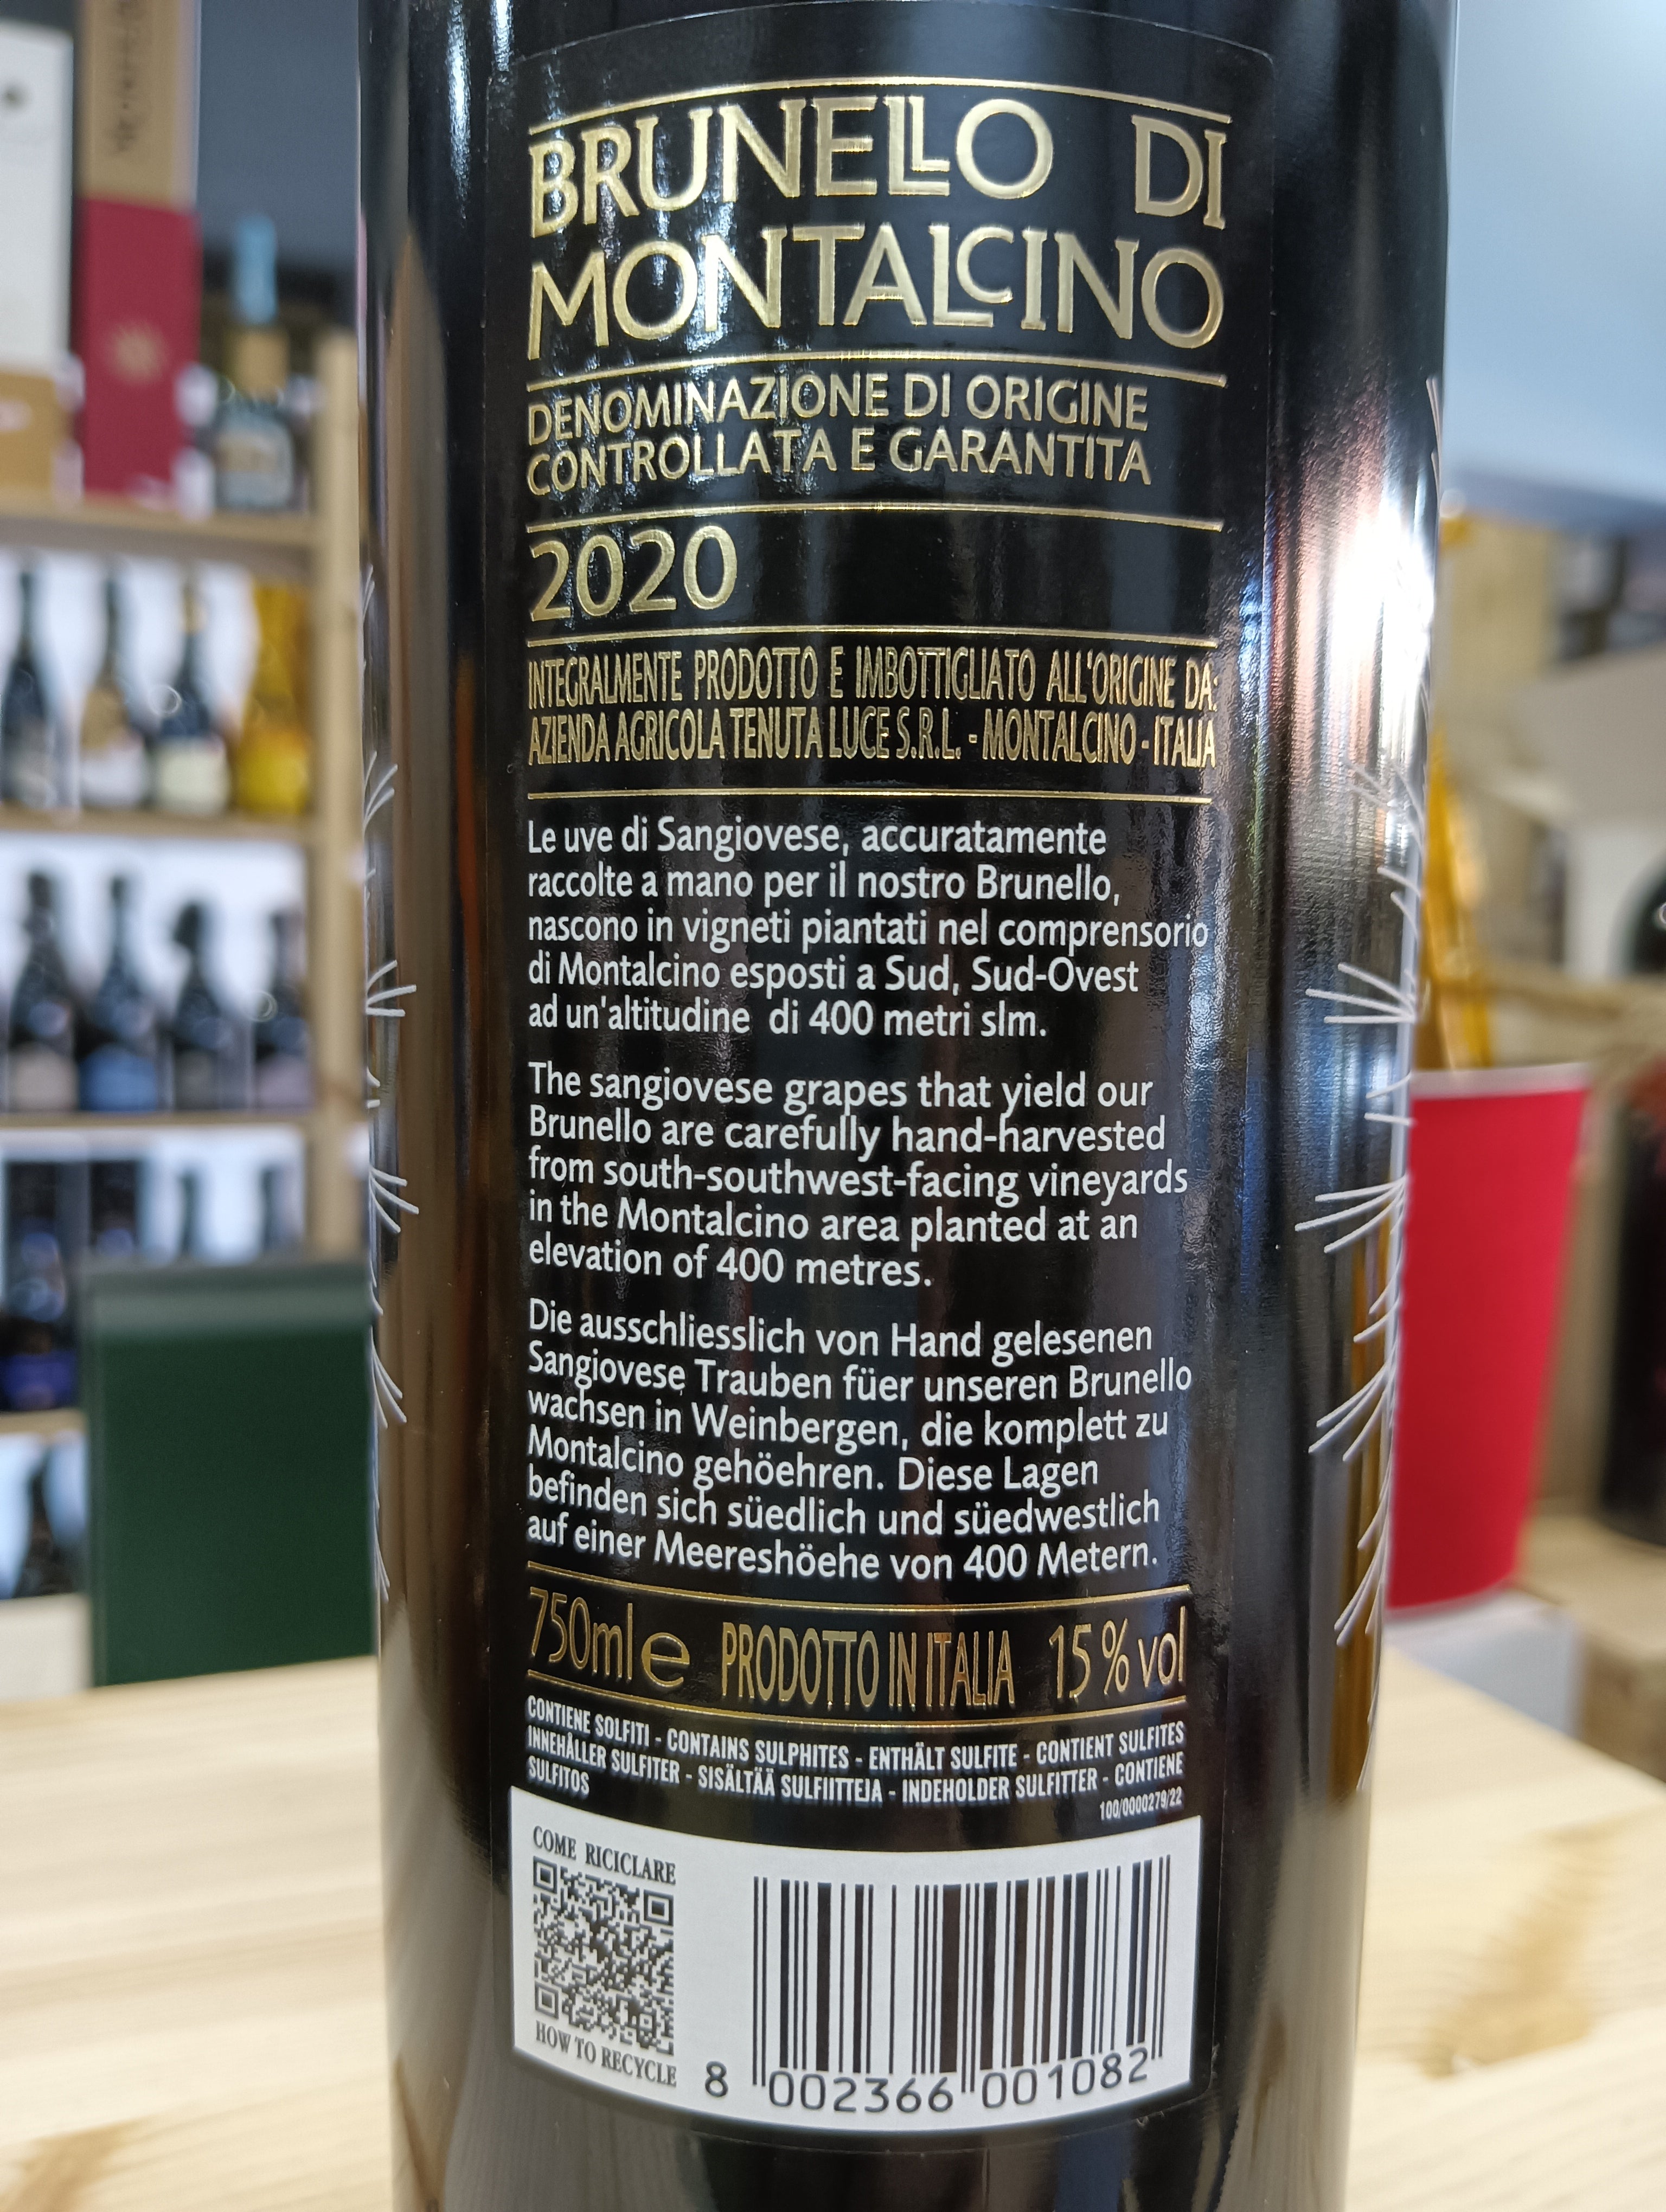 BRUNELLO DI
MONTALCINO
DENOMINAZIONE DI ORIGINE
CONTROLLATA E GARANTITA
2020
INTEGRALMENTE PRODOTTO E IMBOTTIGLIATO ALL'ORIGINE DA:
AZIENDA AGRICOLA TENUTA LUCE S.R.L. - MONTALCINO - ITALIA
Le uve di Sangiovese, accuratamente
raccolte a mano per il nostro Brunello,
nascono in vigneti piantati nel comprensorio
di Montalcino esposti a Sud, Sud-Ovest
ad un'altitudine di 400 metri slm.
The sangiovese grapes that yield our
Brunello are carefully hand-harvested
from south-southwest-facing vineyards
in the Montalcino area planted at an
elevation of 400 metres.
Die ausschliesslich von Hand gelesenen
Sangiovese Trauben füer unseren Brunello
wachsen in Weinbergen, die komplett zu
Montalcino gehöehren. Diese Lagen
befinden sich süedlich und süedwestlich
auf einer Meereshöehe von 400 Metern.
750ml e PRODOTTO IN ITALIA 15 % vol
CONTIENE SOLFITI - CONTAINS SULPHITES - ENTHÄLT SULFITE - CONTIENT SULFITES
INNEHÅLLER SULFITER - SISÄLTÄÄ SULFIITTEJA - INDEHOLDER SULFITTER - CONTIENE
SULFITOS
100/0000279/22
COME RICICLARE
HOW TO RECYCLE
8 002366 001082